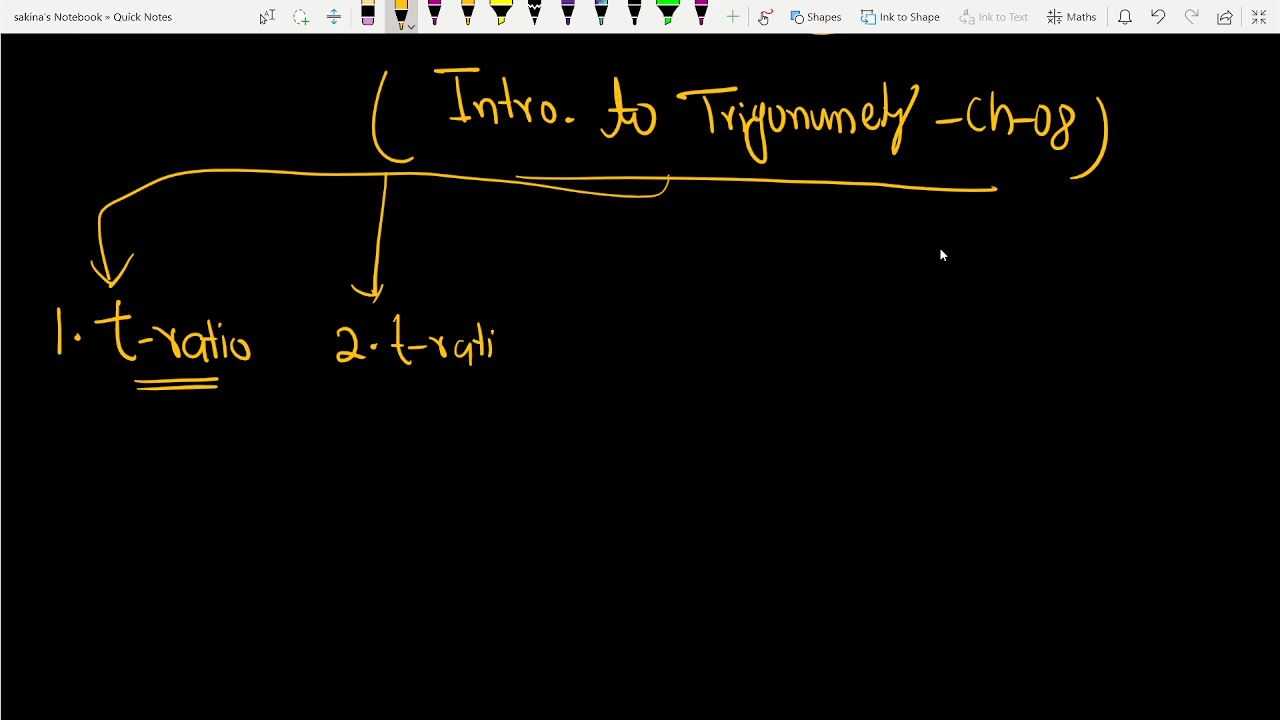 sakina's Notebook » Quick Notes
Shapes
Ink to Shape
Ink to Text
Maths
( Intro. to Trigonumety - Ch-08 )
1. t-ratio
2. t-rati